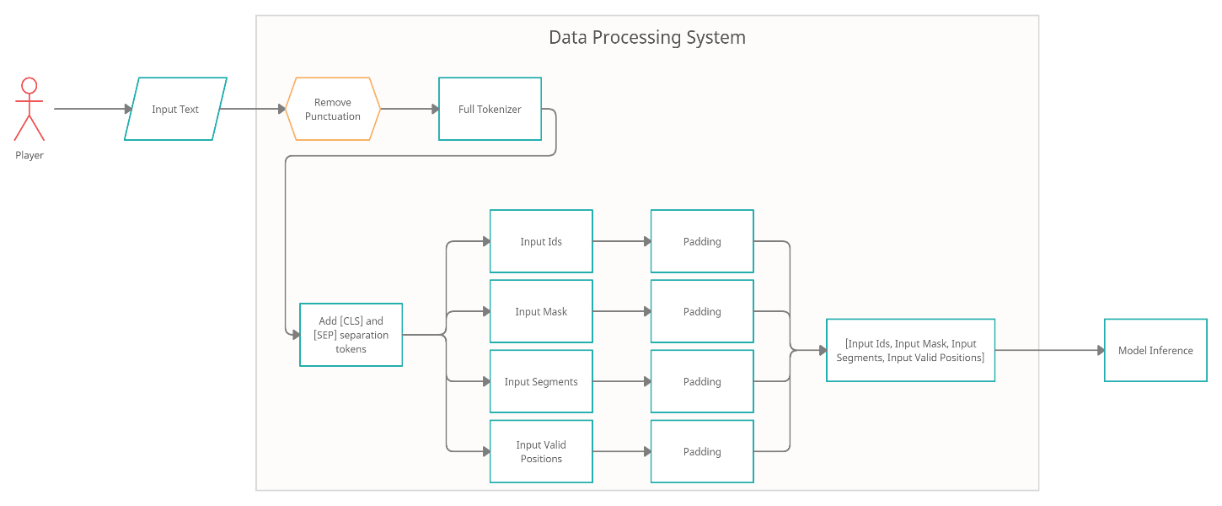 Data Processing System
Player
Input Text
Remove
Punctuation
Full Tokenizer
Add [CLS] and
[SEP] separation
tokens
Input Ids
Padding
Input Mask
Padding
Input Segments
Padding
Input Valid
Positions
Padding
[Input Ids, Input Mask, Input
Segments, Input Valid Positions]
Model Inference